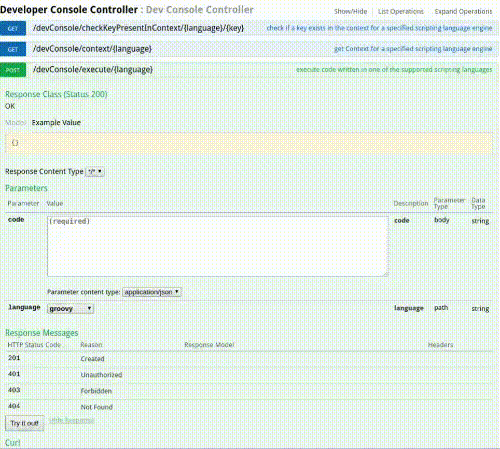 Developer Console Controller : Dev Console Controller
Show/Hide | List Operations | Expand Operations
GET /devConsole/checkKeyPresentInContext/{language}/{key} check if a key exists in the context for a specified scripting language engine
GET /devConsole/context/{language} get Context for a specified scripting language engine
POST /devConsole/execute/{language} execute code written in one of the supported scripting languages
Response Class (Status 200)
OK
Model Example Value
{}
Response Content Type */*
Parameters
Parameter Value Description Parameter Type Data Type
code (required) code body string
Parameter content type: application/json
language groovy language path string
Response Messages
HTTP Status Code Reason Response Model Headers
201 Created
401 Unauthorized
403 Forbidden
404 Not Found
Try it out! Hide Response
Curl